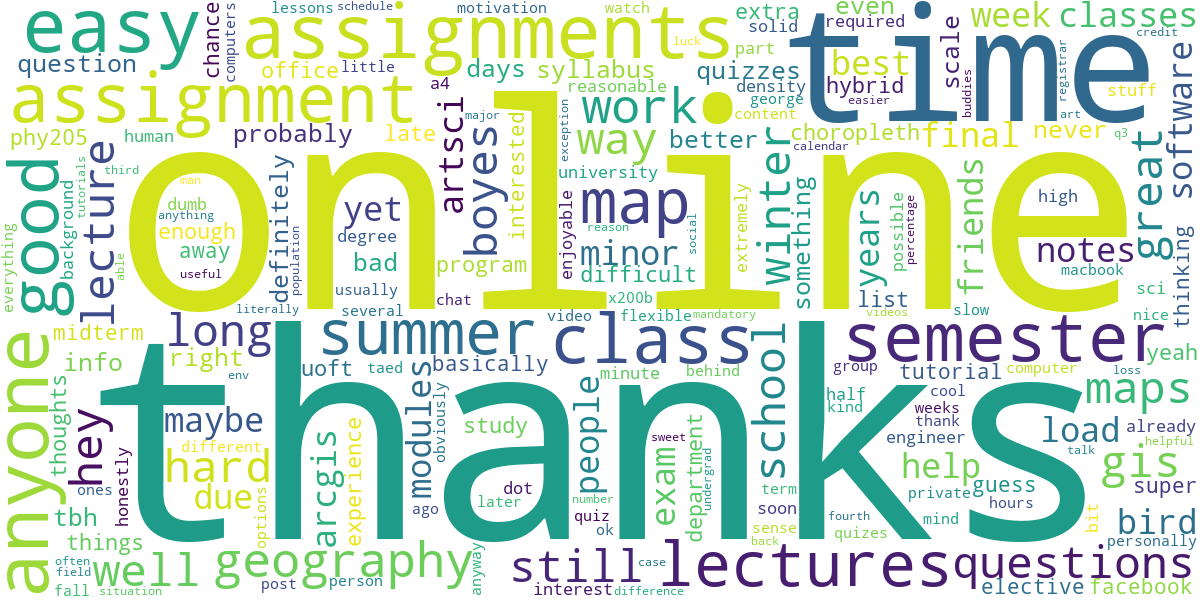 easy
assignments
time
assignment
online
thanks
lessons
schedule
motivation
watch
extra
even
week
classes
credit
question
chance
computers
office
little
luck
part
solid
required
scale
software
days
syllabus
quizzes
best
hybrid
easier
buddies
registrar
art
stuff
a4
reasonable
density
george
content
work
phy205
human
probably
late
artsci
major
exception
way
better
choropleth
calendar
final
never
q3
great
good
tutorials
third
lecture
man
dumb
anything
enough
away
useful
background
everything
able
definitely
population
yet
degree
bad
usually
several
literally
boyes
interested
program
chat
university
enjoyable
map
reason
social
minor
difficult
x200b
extremely
winter
something
years
possible
percentage
friends
high
notes
macbook
sci
nice
thinking
list
slow
video
flexible
mandatory
videos
midterm
long
summer
class
semester
info
right
uoft
taed
basically
minute
behind
school
group
tutorial
computer
loss
yeah
anyone
thoughts
hey
env
maybe
modules
obviously
people
half
kind
cool
weeks
thank
engineer
maps
load
already
helpful
talk
different
hard
due
options
arcgis
experience
study
sweet
exam
department
undergrad
help
gis
super
ones
honestly
tbh
ago
later
dot
quiz
number
ok
term
soon
sense
back
private
guess
hours
mind
fourth
quizes
bit
bird
personally
things
often
field
well
geography
still
lectures
questions
fall
situation
post
person
anyway
interest
case
difference
elective
facebook